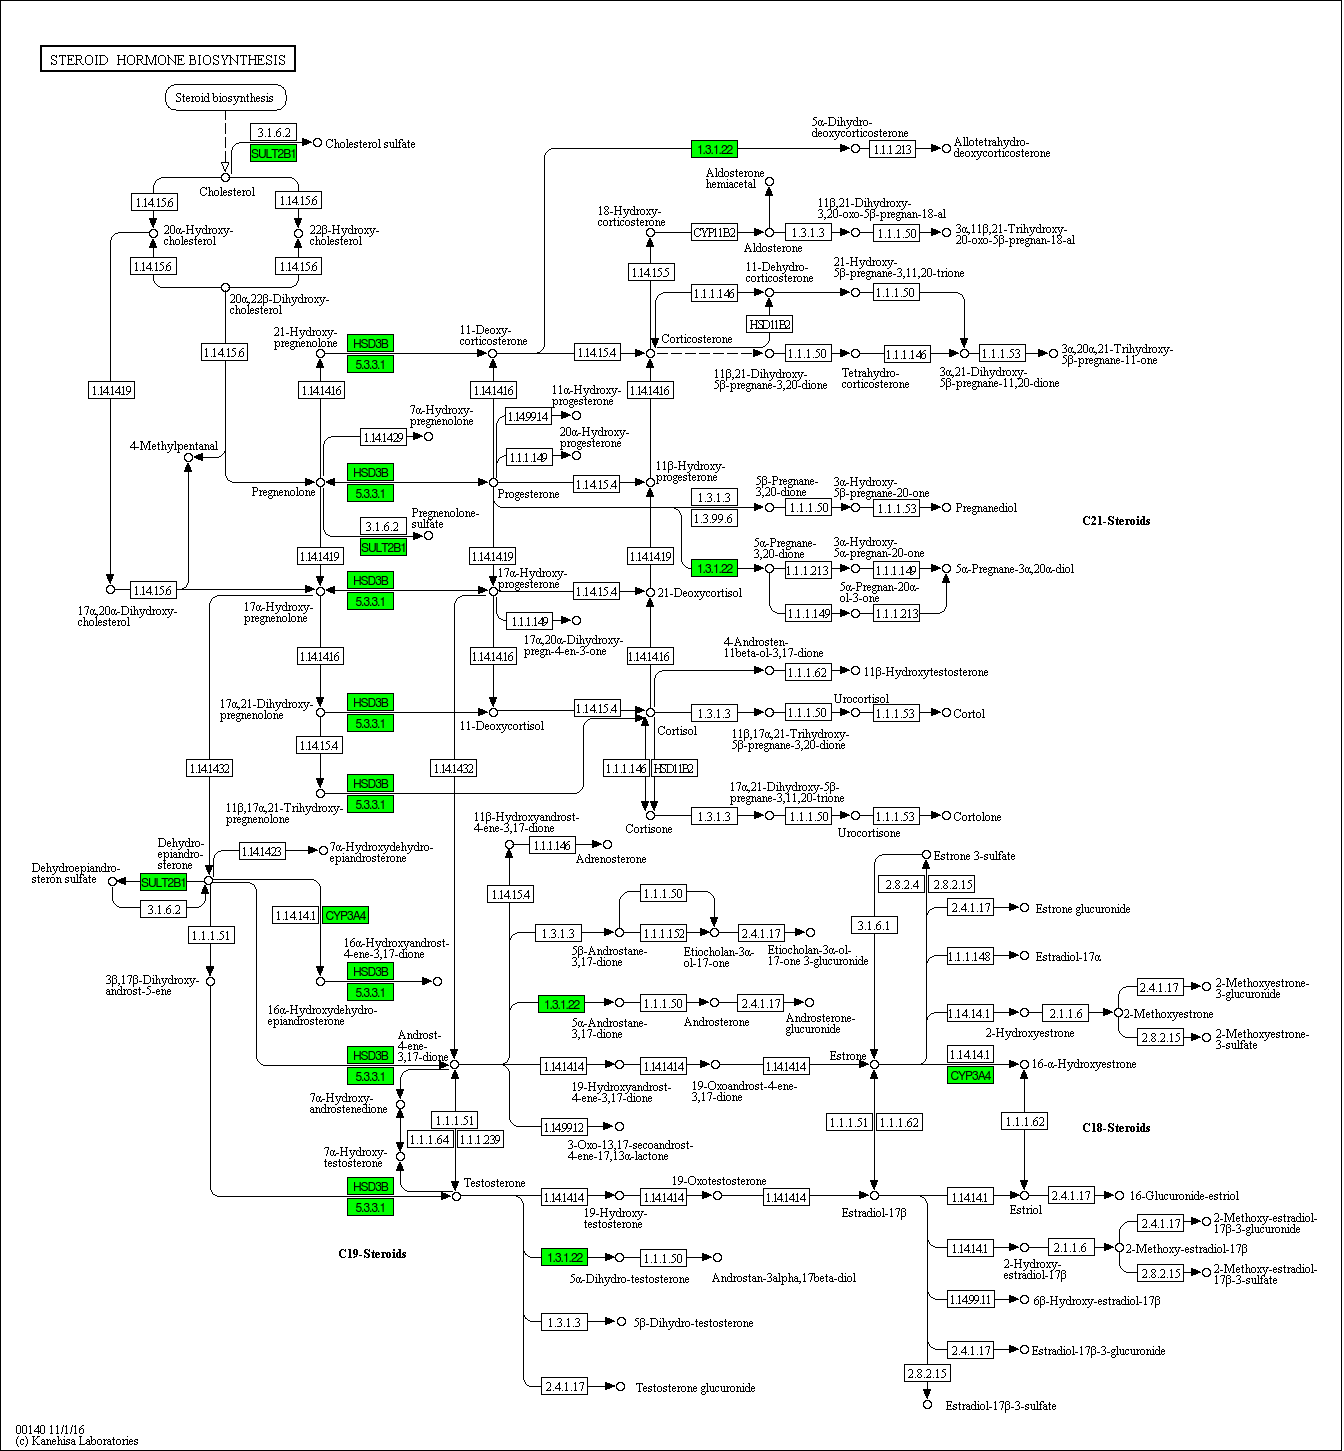 STEROID HORMONE BIOSYNTHESIS
Steroid biosynthesis
3.1.6.2
SULT2B1
Cholesterol sulfate
Cholesterol
1.14.15.6
1.14.15.6
20α-Hydroxy-
cholesterol
22β-Hydroxy-
cholesterol
1.14.15.6
1.14.15.6
20α,22β-Dihydroxy-
cholesterol
1.14.15.6
1.14.14.19
4-Methylpentanal
1.14.15.6
17α,20α-Dihydroxy-
cholesterol
5α-Dihydro-
deoxycorticosterone
1.3.1.22
1.1.1.213
Allotetrahydro-
deoxycorticosterone
Aldosterone
hemiacetal
18-Hydroxy-
corticosterone
CYP11B2
Aldosterone
11β,21-Dihydroxy-
3,20-oxo-5β-pregnan-18-al
1.3.1.3
1.1.1.50
3α,11β,21-Trihydroxy-
20-oxo-5β-pregnan-18-al
1.14.15.5
11-Dehydro-
corticosterone
21-Hydroxy-
5β-pregnane-3,11,20-trione
1.1.1.146
1.1.1.50
HSD11B2
21-Hydroxy-
pregnenolone
HSD3B
5.3.3.1
11-Deoxy-
corticosterone
1.14.15.4
Corticosterone
11β,21-Dihydroxy-
5β-pregnane-3,20-dione
1.1.1.50
Tetrahydro-
corticosterone
1.1.1.146
3α,21-Dihydroxy-
5β-pregnane-11,20-dione
1.1.1.53
3α,20α,21-Trihydroxy-
5β-pregnane-11-one
1.14.14.16
1.14.14.16
1.14.14.16
7α-Hydroxy-
pregnenolone
1.14.14.29
11α-Hydroxy-
progesterone
1.14.99.14
20α-Hydroxy-
progesterone
1.1.1.149
Pregnenolone
HSD3B
5.3.3.1
Progesterone
1.14.15.4
11β-Hydroxy-
progesterone
3.1.6.2
SULT2B1
Pregnenolone-
sulfate
1.3.1.3
1.3.99.6
5β-Pregnane-
3,20-dione
1.1.1.50
3α-Hydroxy-
5β-pregnane-20-one
1.1.1.53
Pregnanediol
C21-Steroids
1.14.14.19
1.14.14.19
1.14.14.19
1.3.1.22
5α-Pregnane-
3,20-dione
1.1.1.213
3α-Hydroxy-
5α-pregnan-20-one
1.1.1.149
5α-Pregnane-3α,20α-diol
5α-Pregnan-20α-
ol-3-one
1.1.1.149
1.1.1.213
17α-Hydroxy-
pregnenolone
HSD3B
5.3.3.1
17α-Hydroxy-
progesterone
1.14.15.4
21-Deoxycortisol
1.1.1.149
17α,20α-Dihydroxy-
pregn-4-en-3-one
1.14.14.16
1.14.14.16
1.14.14.16
4-Androsten-
11beta-ol-3,17-dione
1.1.1.62
11β-Hydroxytestosterone
17α,21-Dihydroxy-
pregnenolone
HSD3B
5.3.3.1
11-Deoxycortisol
1.14.15.4
Cortisol
1.3.1.3
11β,17α,21-Trihydroxy-
5β-pregnane-3,20-dione
1.1.1.50
Urocortisol
1.1.1.53
Cortol
1.14.15.4
1.14.14.32
1.14.14.32
1.1.1.146
HSD11B2
HSD3B
5.3.3.1
11β,17α,21-Trihydroxy-
pregnenolone
17α,21-Dihydroxy-5β-
pregnane-3,11,20-trione
Cortisone
1.3.1.3
1.1.1.50
Urocortisone
1.1.1.53
Cortolone
11β-Hydroxyandrost-
4-ene-3,17-dione
1.1.1.146
Adrenosterone
Dehydro-
epiandro-
sterone
1.14.14.23
7α-Hydroxydehydro-
epiandrosterone
Dehydroepiandro-
steron sulfate
SULT2B1
3.1.6.2
1.1.1.51
1.14.14.1
CYP3A4
16α-Hydroxyandrost-
4-ene-3,17-dione
HSD3B
5.3.3.1
16α-Hydroxydehydro-
epiandrosterone
3β,17β-Dihydroxy-
androst-5-ene
1.14.15.4
1.1.1.50
1.3.1.3
5β-Androstane-
3,17-dione
1.1.1.152
Etiocholan-3α-
ol-17-one
2.4.1.17
Etiocholan-3α-ol-
17-one 3-glucuronide
1.3.1.22
5α-Androstane-
3,17-dione
1.1.1.50
Androsterone
2.4.1.17
Androsterone-
glucuronide
Estrone 3-sulfate
2.8.2.4
2.8.2.15
3.1.6.1
2.4.1.17
Estrone glucuronide
1.1.1.148
Estradiol-17α
1.14.14.1
2-Hydroxyestrone
2.1.1.6
2-Methoxyestrone
2.4.1.17
2-Methoxyestrone-
3-glucuronide
2.8.2.15
2-Methoxyestrone-
3-sulfate
HSD3B
5.3.3.1
Androst-
4-ene-
3,17-dione
1.14.14.14
19-Hydroxyandrost-
4-ene-3,17-dione
1.14.14.14
19-Oxoandrost-4-ene-
3,17-dione
1.14.14.14
Estrone
1.14.14.1
CYP3A4
16-α-Hydroxyestrone
7α-Hydroxy-
androstenedione
1.1.1.51
1.1.1.64
1.1.1.239
1.14.99.12
3-Oxo-13,17-secoandrost-
4-ene-17,13α-lactone
1.1.1.51
1.1.1.62
1.1.1.62
C18-Steroids
7α-Hydroxy-
testosterone
HSD3B
5.3.3.1
Testosterone
1.14.14.14
19-Hydroxy-
testosterone
1.14.14.14
19-Oxotestosterone
1.14.14.14
Estradiol-17β
1.14.14.1
Estriol
2.4.1.17
16-Glucuronide-estriol
C19-Steroids
1.3.1.22
5α-Dihydro-testosterone
1.1.1.50
Androstan-3alpha,17beta-diol
1.14.14.1
2-Hydroxy-
estradiol-17β
2.1.1.6
2-Methoxy-estradiol-17β
2.4.1.17
2-Methoxy-estradiol-
17β-3-glucuronide
2.8.2.15
2-Methoxy-estradiol-
17β-3-sulfate
1.14.99.11
6β-Hydroxy-estradiol-17β
1.3.1.3
5β-Dihydro-testosterone
2.4.1.17
Estradiol-17β-3-glucuronide
2.4.1.17
Testosterone glucuronide
2.8.2.15
Estradiol-17β-3-sulfate
00140 11/1/16
(c) Kanehisa Laboratories